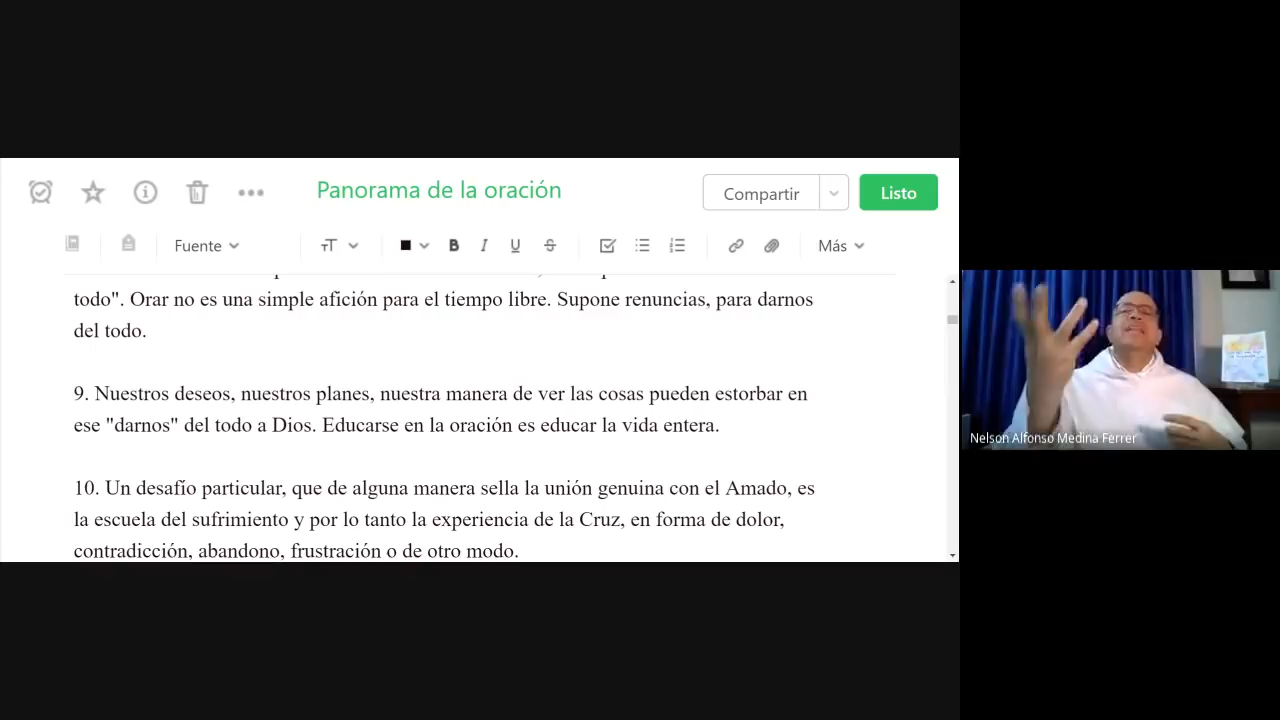 Panorama de la oración
Compartir
Listo
Fuente
B
I
U
S
Más
todo". Orar no es una simple afición para el tiempo libre. Supone renuncias, para darnos
del todo.
9. Nuestros deseos, nuestros planes, nuestra manera de ver las cosas pueden estorbar en
ese "darnos" del todo a Dios. Educarse en la oración es educar la vida entera.
10. Un desafío particular, que de alguna manera sella la unión genuina con el Amado, es
la escuela del sufrimiento y por lo tanto la experiencia de la Cruz, en forma de dolor,
contradicción, abandono, frustración o de otro modo.
Nelson Alfonso Medina Ferrer